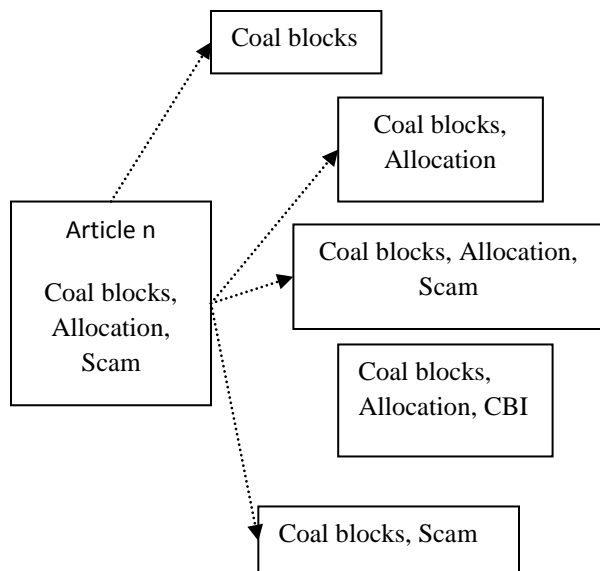 Coal blocks
Coal blocks,
Allocation
Article n
Coal blocks,
Allocation,
Scam
Coal blocks, Allocation,
Scam
Coal blocks,
Allocation, CBI
Coal blocks, Scam